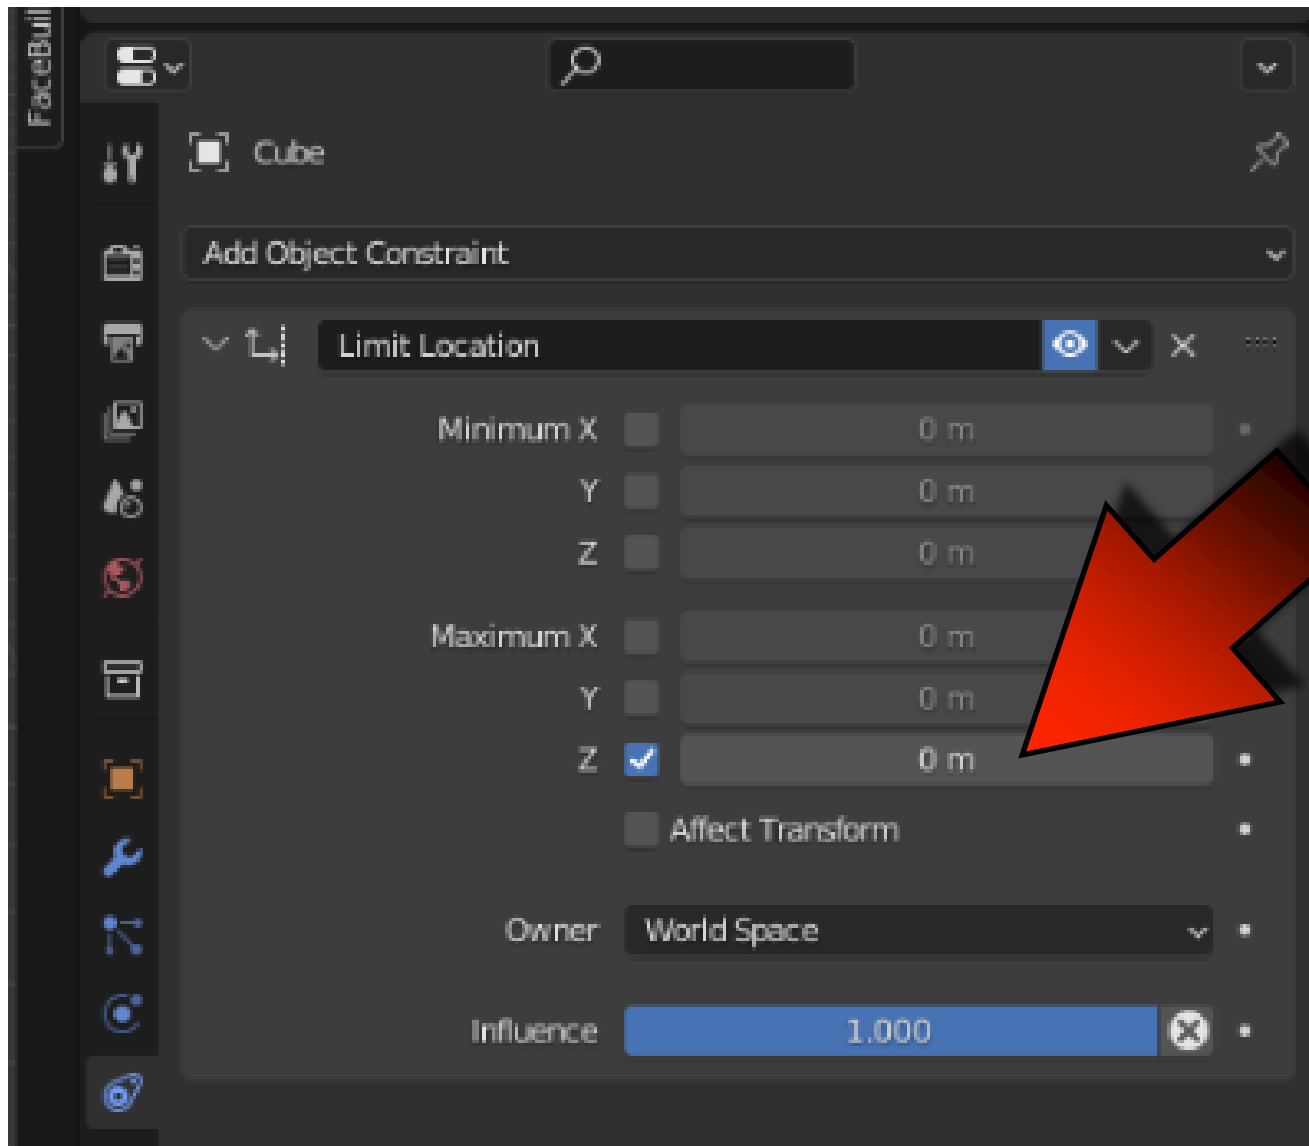 FaceBuil
Cube
Add Object Constraint
Limit Location
Minimum X 0 m
Y 0 m
Z 0 m
Maximum X 0 m
Y 0 m
Z 0 m
Affect Transform
Owner World Space
Influence 1.000